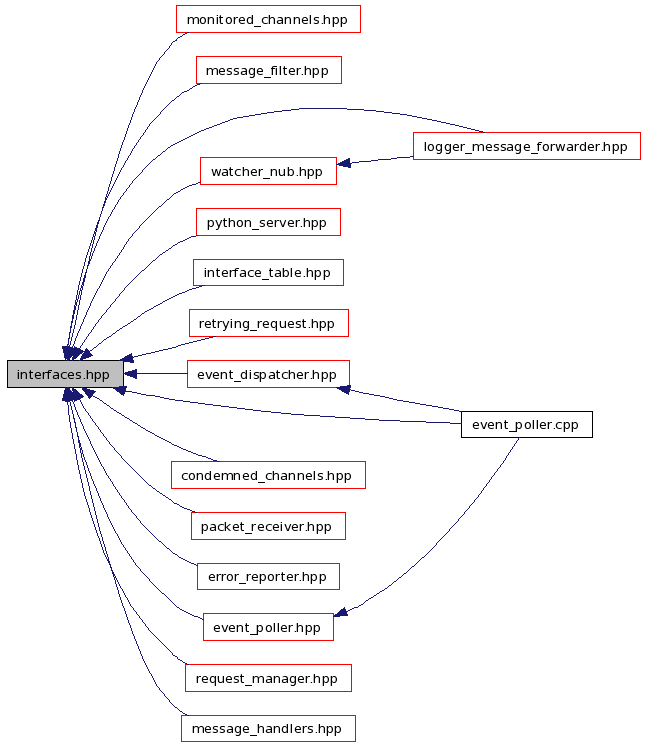 monitored_channels.hpp
message_filter.hpp
logger_message_forwarder.hpp
watcher_nub.hpp
python_server.hpp
interface_table.hpp
retrying_request.hpp
interfaces.hpp
event_dispatcher.hpp
event_poller.cpp
condemned_channels.hpp
packet_receiver.hpp
error_reporter.hpp
event_poller.hpp
request_manager.hpp
message_handlers.hpp